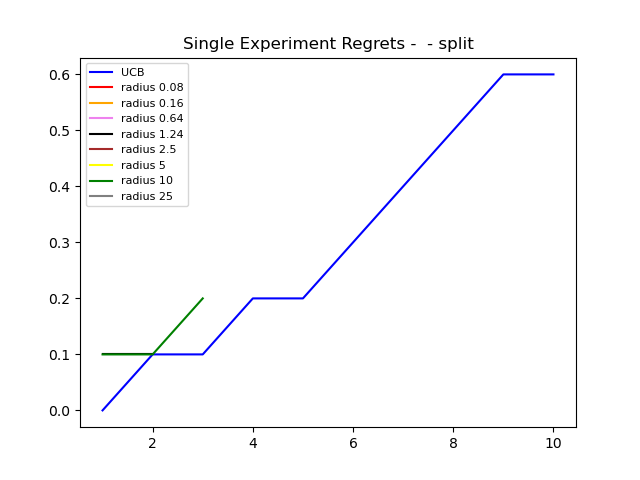 Single Experiment Regrets -  - split
UCB
radius 0.08
radius 0.16
radius 0.64
radius 1.24
radius 2.5
radius 5
radius 10
radius 25
0.6
0.5
0.4
0.3
0.2
0.1
0.0
2 4 6 8 10